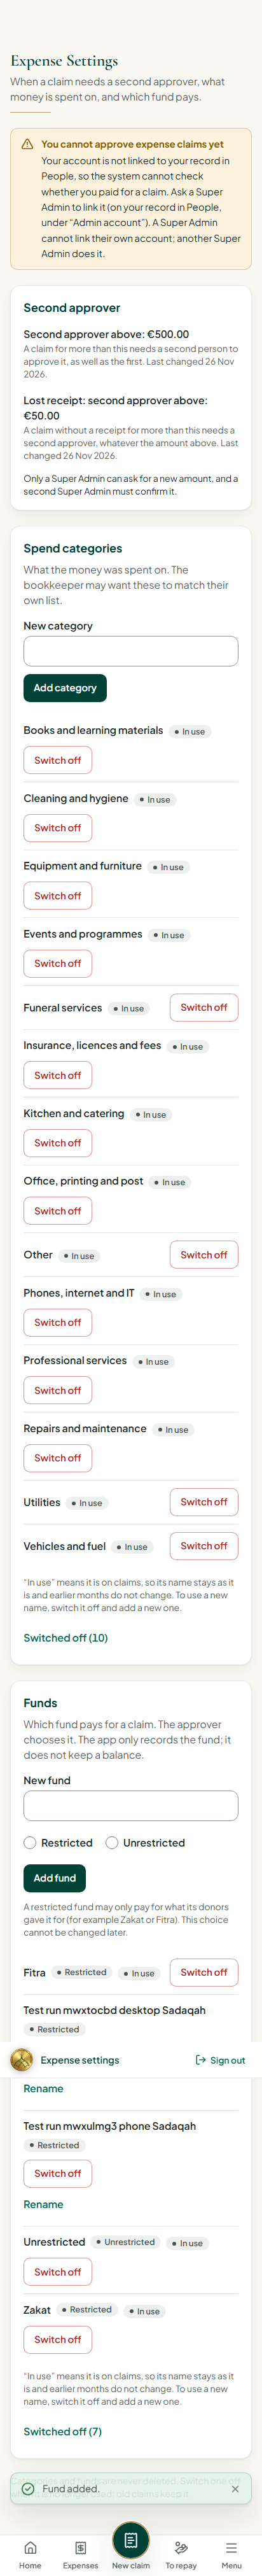 Expense Settings
When a claim needs a second approver, what
money is spent on, and which fund pays.
You cannot approve expense claims yet
Your account is not linked to your record in
People, so the system cannot check
whether you paid for a claim. Ask a Super
Admin to link it (on your record in People,
under “Admin account”). A Super Admin
cannot link their own account; another Super
Admin does it.
Second approver
Second approver above: €500.00
A claim for more than this needs a second person to
approve it, as well as the first. Last changed 26 Nov
2026.
Lost receipt: second approver above:
€50.00
A claim without a receipt for more than this needs a
second approver, whatever the amount above. Last
changed 26 Nov 2026.
Only a Super Admin can ask for a new amount, and a
second Super Admin must confirm it.
Spend categories
What the money was spent on. The
bookkeeper may want these to match their
own list.
New category
Add category
Books and learning materials In use
Switch off
Cleaning and hygiene In use
Switch off
Equipment and furniture In use
Switch off
Events and programmes In use
Switch off
Funeral services In use Switch off
Insurance, licences and fees In use
Switch off
Kitchen and catering In use
Switch off
Office, printing and post In use
Switch off
Other In use Switch off
Phones, internet and IT In use
Switch off
Professional services In use
Switch off
Repairs and maintenance In use
Switch off
Utilities In use Switch off
Vehicles and fuel In use Switch off
“In use” means it is on claims, so its name stays as it
is and earlier months do not change. To use a new
name, switch it off and add a new one.
Switched off (10)
Funds
Which fund pays for a claim. The approver
chooses it. The app only records the fund; it
does not keep a balance.
New fund
Restricted Unrestricted
Add fund
A restricted fund may only pay for what its donors
gave it for (for example Zakat or Fitra). This choice
cannot be changed later.
Fitra Restricted In use Switch off
Test run mwxtocbd desktop Sadaqah
Restricted
Expense settings Sign out
Rename
Test run mwxulmg3 phone Sadaqah
Restricted
Switch off
Rename
Unrestricted Unrestricted In use
Switch off
Zakat Restricted In use
Switch off
“In use” means it is on claims, so its name stays as it
is and earlier months do not change. To use a new
name, switch it off and add a new one.
Switched off (7)
Fund added.
Home Expenses New claim To repay Menu